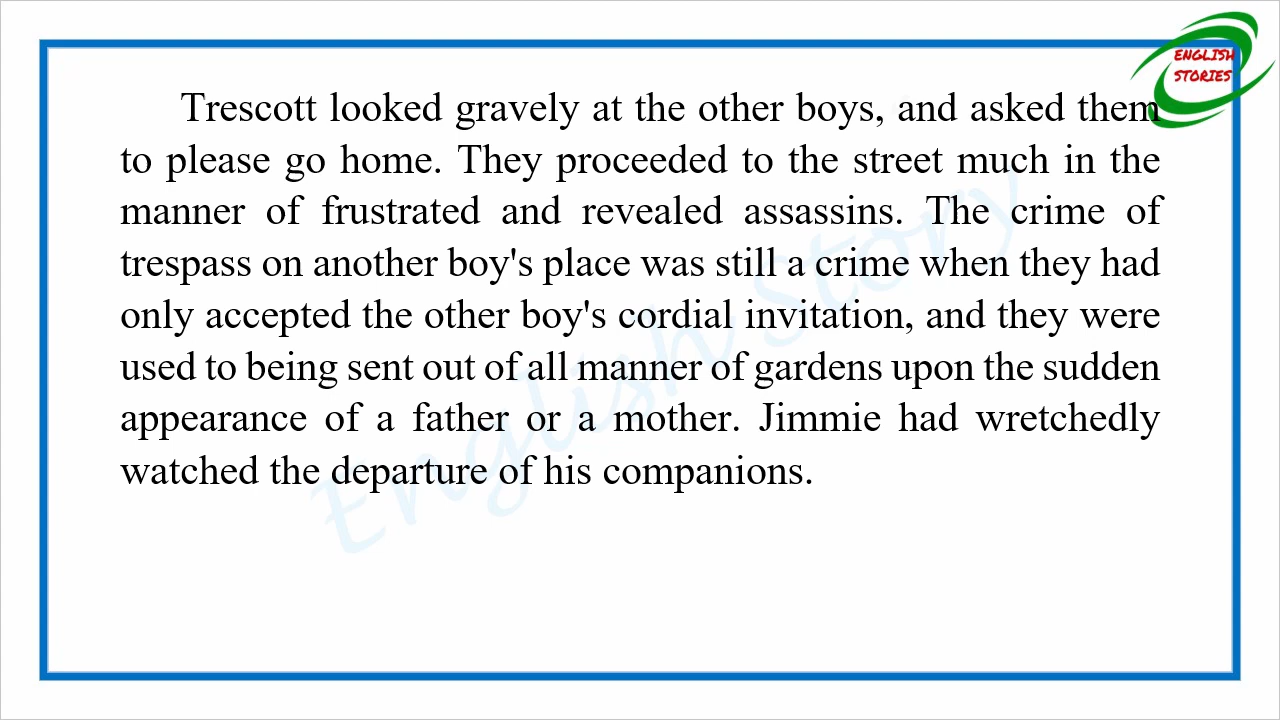 ENGLISH
STORIES
Trescott looked gravely at the other boys, and asked them
to please go home. They proceeded to the street much in the
manner of frustrated and revealed assassins. The crime of
trespass on another boy's place was still a crime when they had
only accepted the other boy's cordial invitation, and they were
used to being sent out of all manner of gardens upon the sudden
appearance of a father or a mother. Jimmie had wretchedly
watched the departure of his companions.
English Story